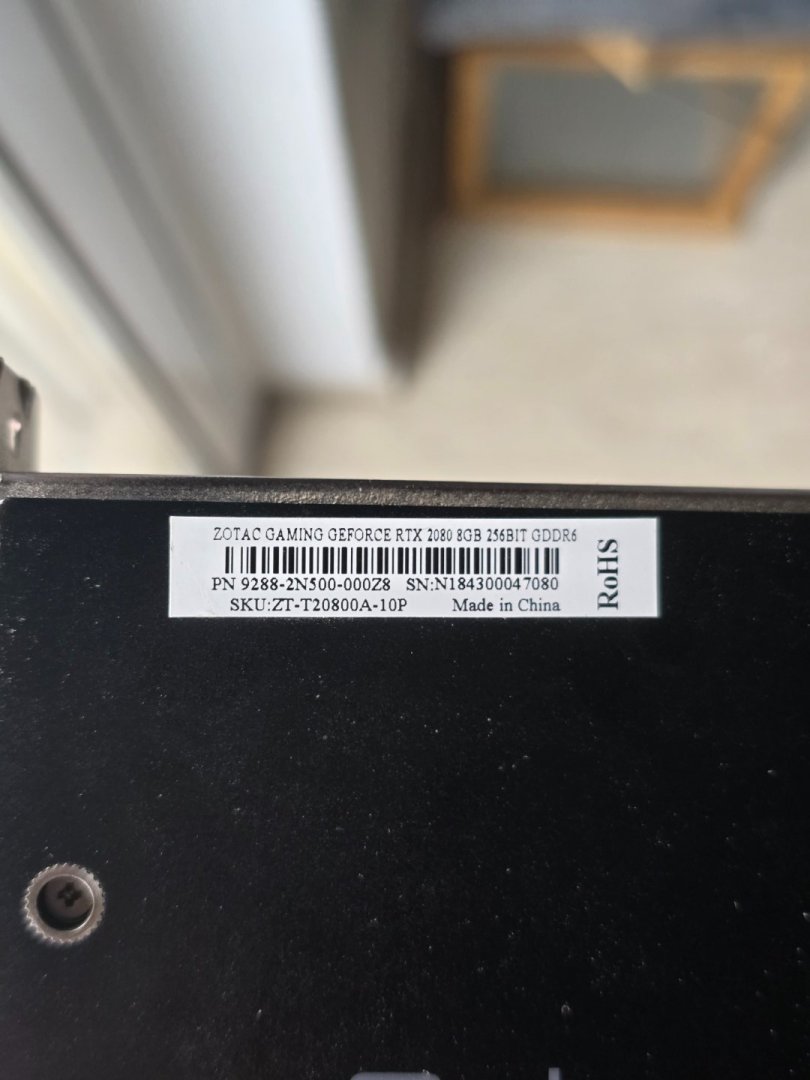 ZOTAC GAMING GEFORCE RTX 2080 8GB 256BIT GDDR6
PN 9288-2N500-000Z8 SN:N184300047080
SKU:ZT-T20800A-10P Made in China
RoHS